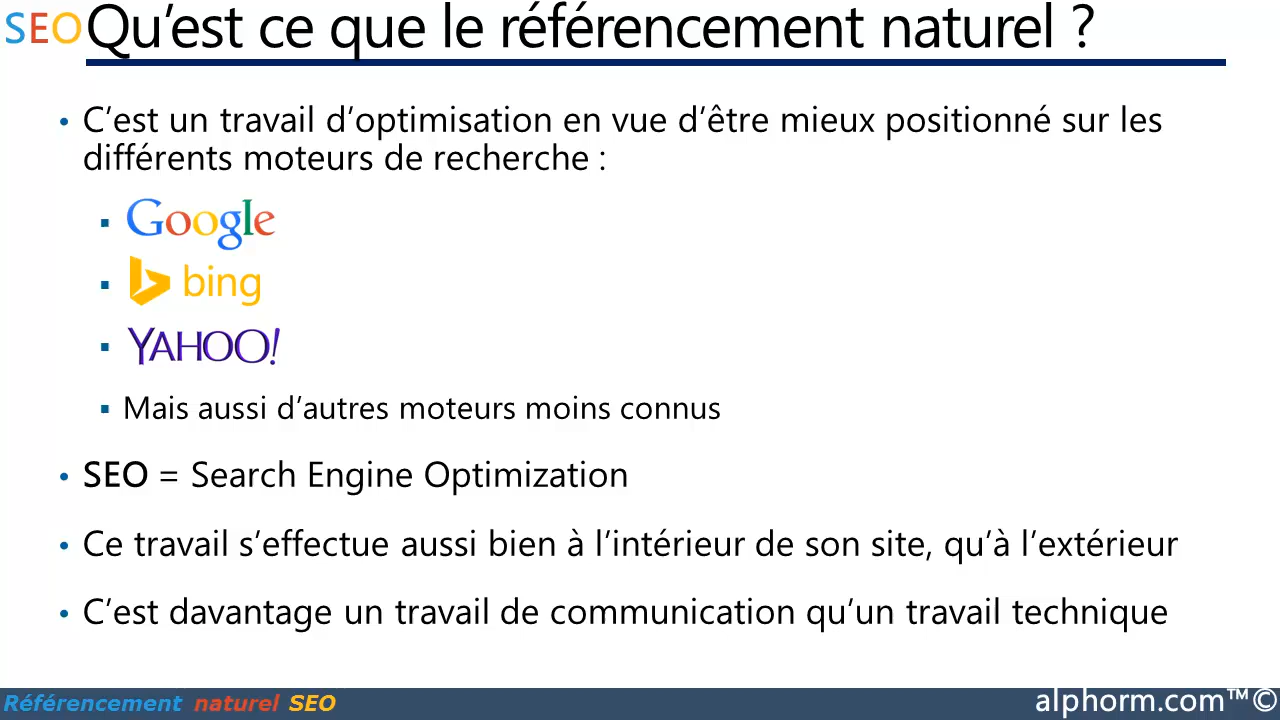 SEO Qu’est ce que le référencement naturel ?
• C’est un travail d’optimisation en vue d’être mieux positionné sur les
différents moteurs de recherche :
▪ Google
▪ bing
▪ YAHOO!
▪ Mais aussi d’autres moteurs moins connus
• SEO = Search Engine Optimization
• Ce travail s’effectue aussi bien à l’intérieur de son site, qu’à l’extérieur
• C’est davantage un travail de communication qu’un travail technique
Référencement naturel SEO
alphorm.com™©